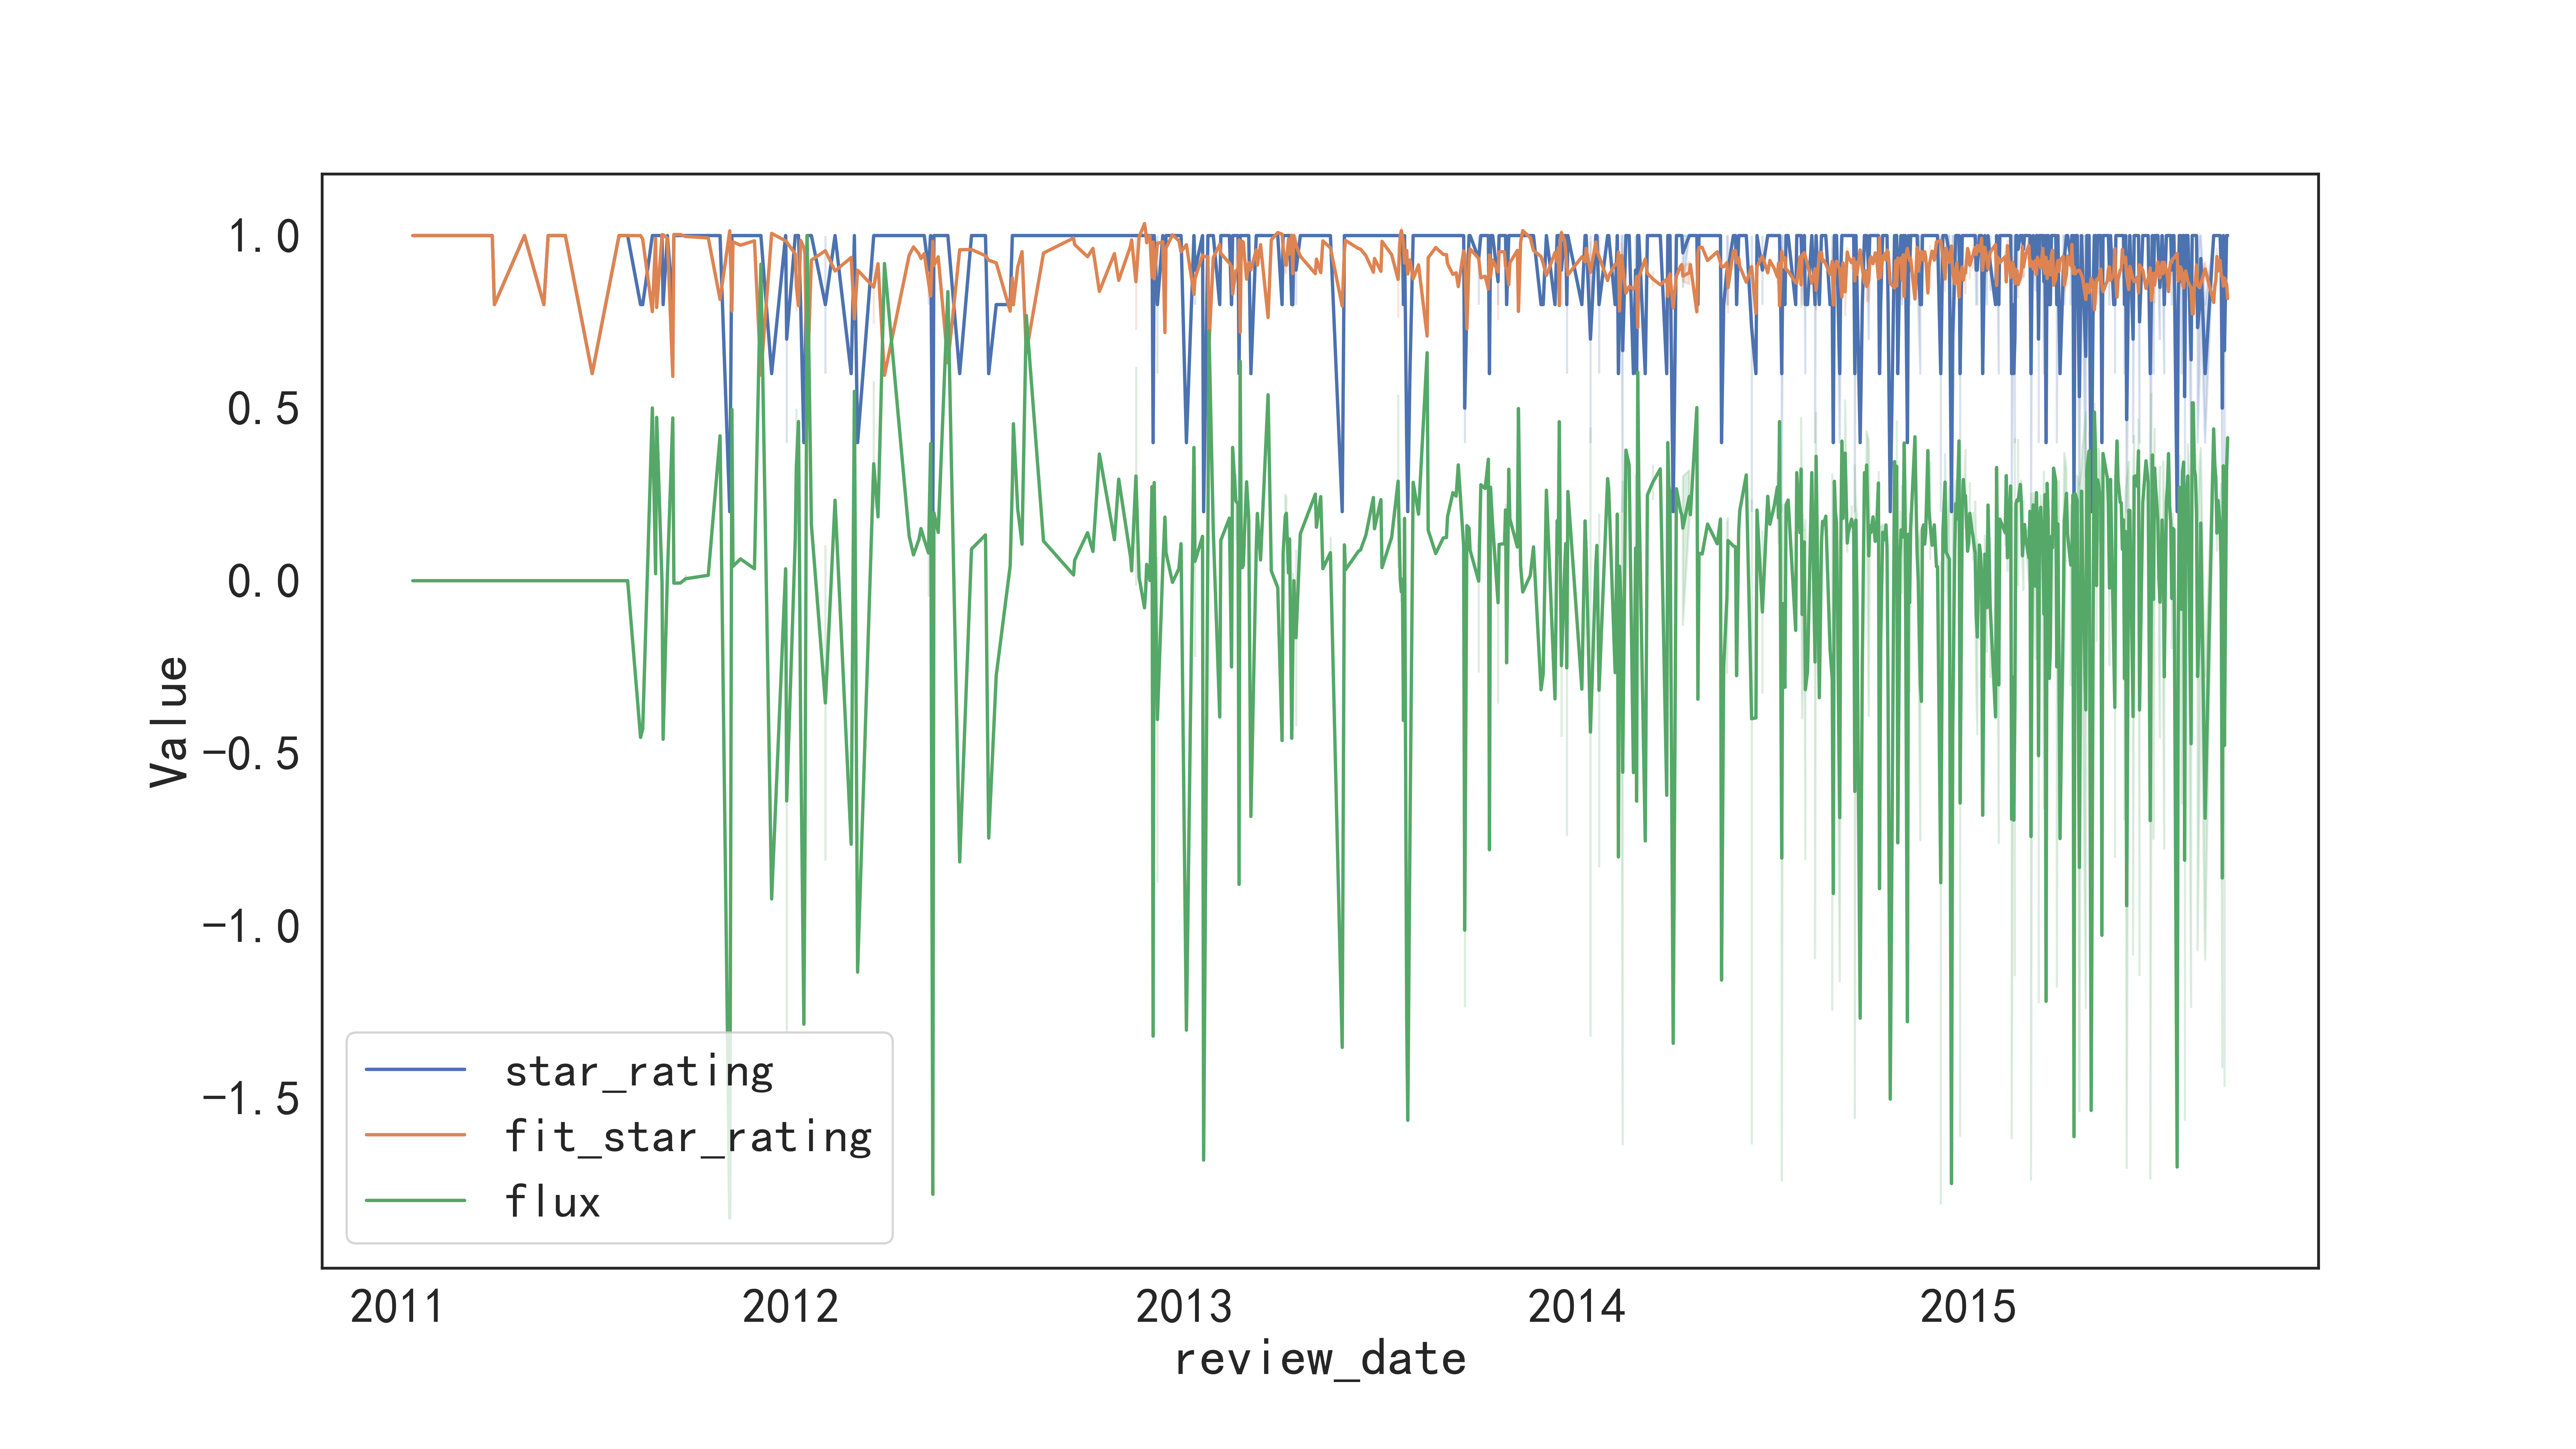 1.0
0.5
0.0
−0.5
−1.0
−1.5
Value
star_rating
fit_star_rating
flux
2011 2012 2013 2014 2015
review_date